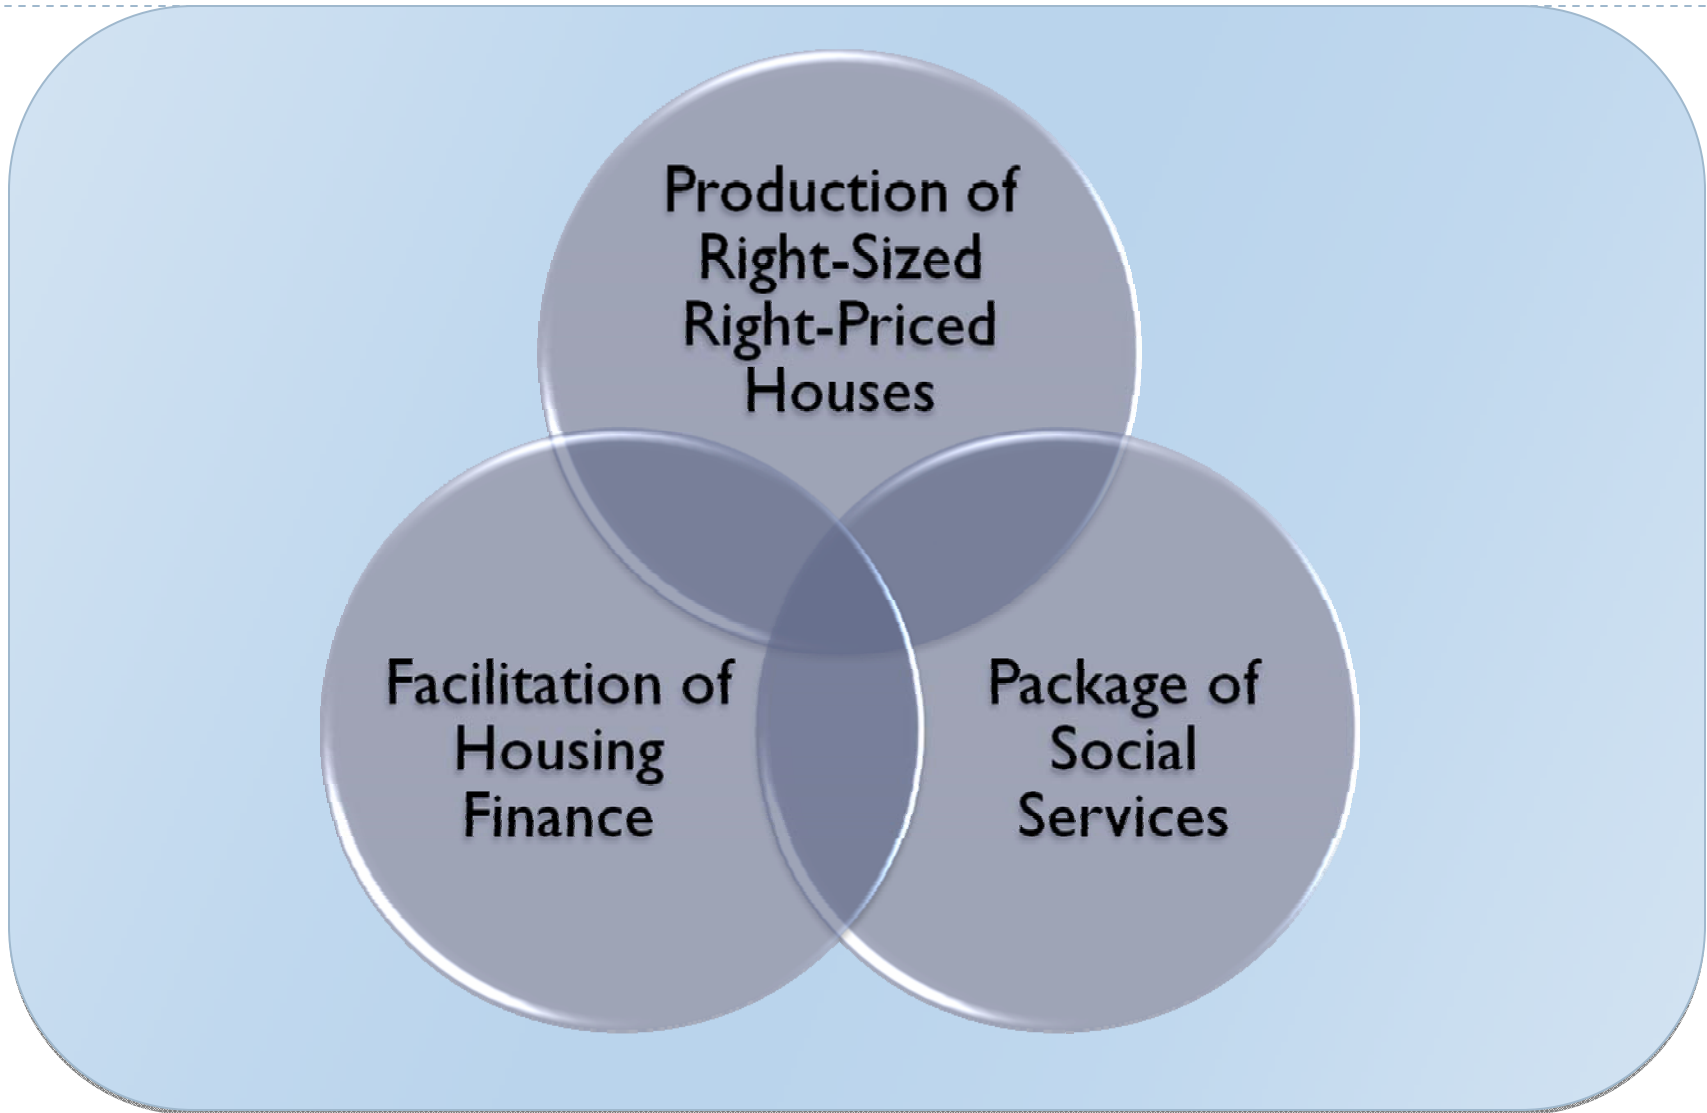 Production of
Right-Sized
Right-Priced
Houses
Facilitation of
Housing
Finance
Package of
Social
Services